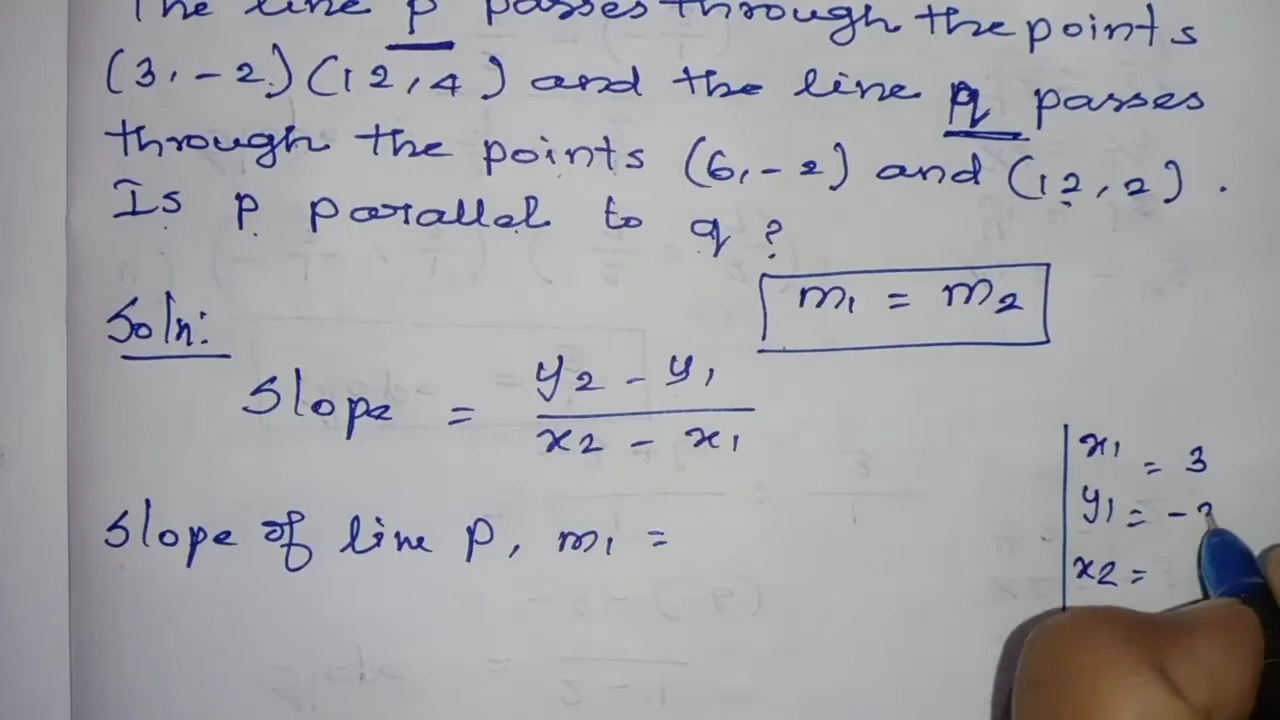 The line p passes through the points
(3, -2) (12, 4) and the line q passes
through the points (6, -2) and (12, 2).
Is p parallel to q?
m1 = m2
Soln:
Slope = y2 - y1 / x2 - x1
x1 = 3
y1 = -2
x2 =
Slope of line P, m1 =